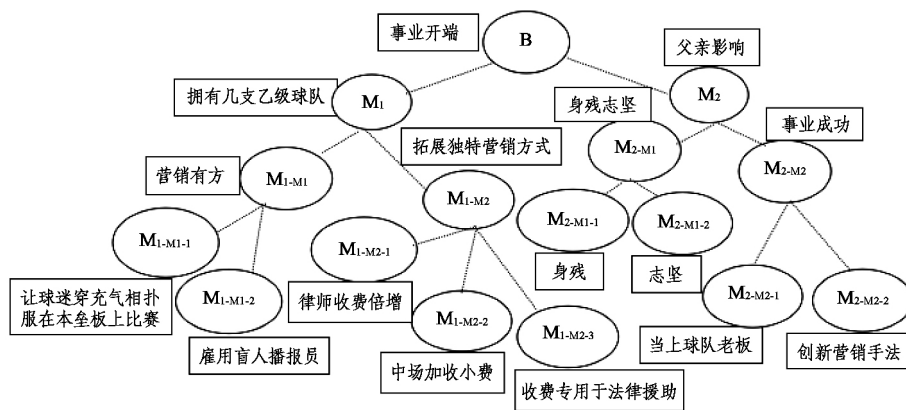 事业开端
B
父亲影响
拥有几支乙级球队
M1
身残志坚
M2
拓展独特营销方式
M2-M1
事业成功
营销有方
M1-M1
M1-M2
M2-M2
M1-M1-1
M1-M2-1
M2-M1-1
M2-M1-2
身残
志坚
让球迷穿充气相扑
服在本垒板上比赛
M1-M1-2
律师收费倍增
M1-M2-2
M1-M2-3
M2-M2-1
M2-M2-2
雇用盲人播报员
中场加收小费
收费专用于法律援助
当上球队老板
创新营销手法